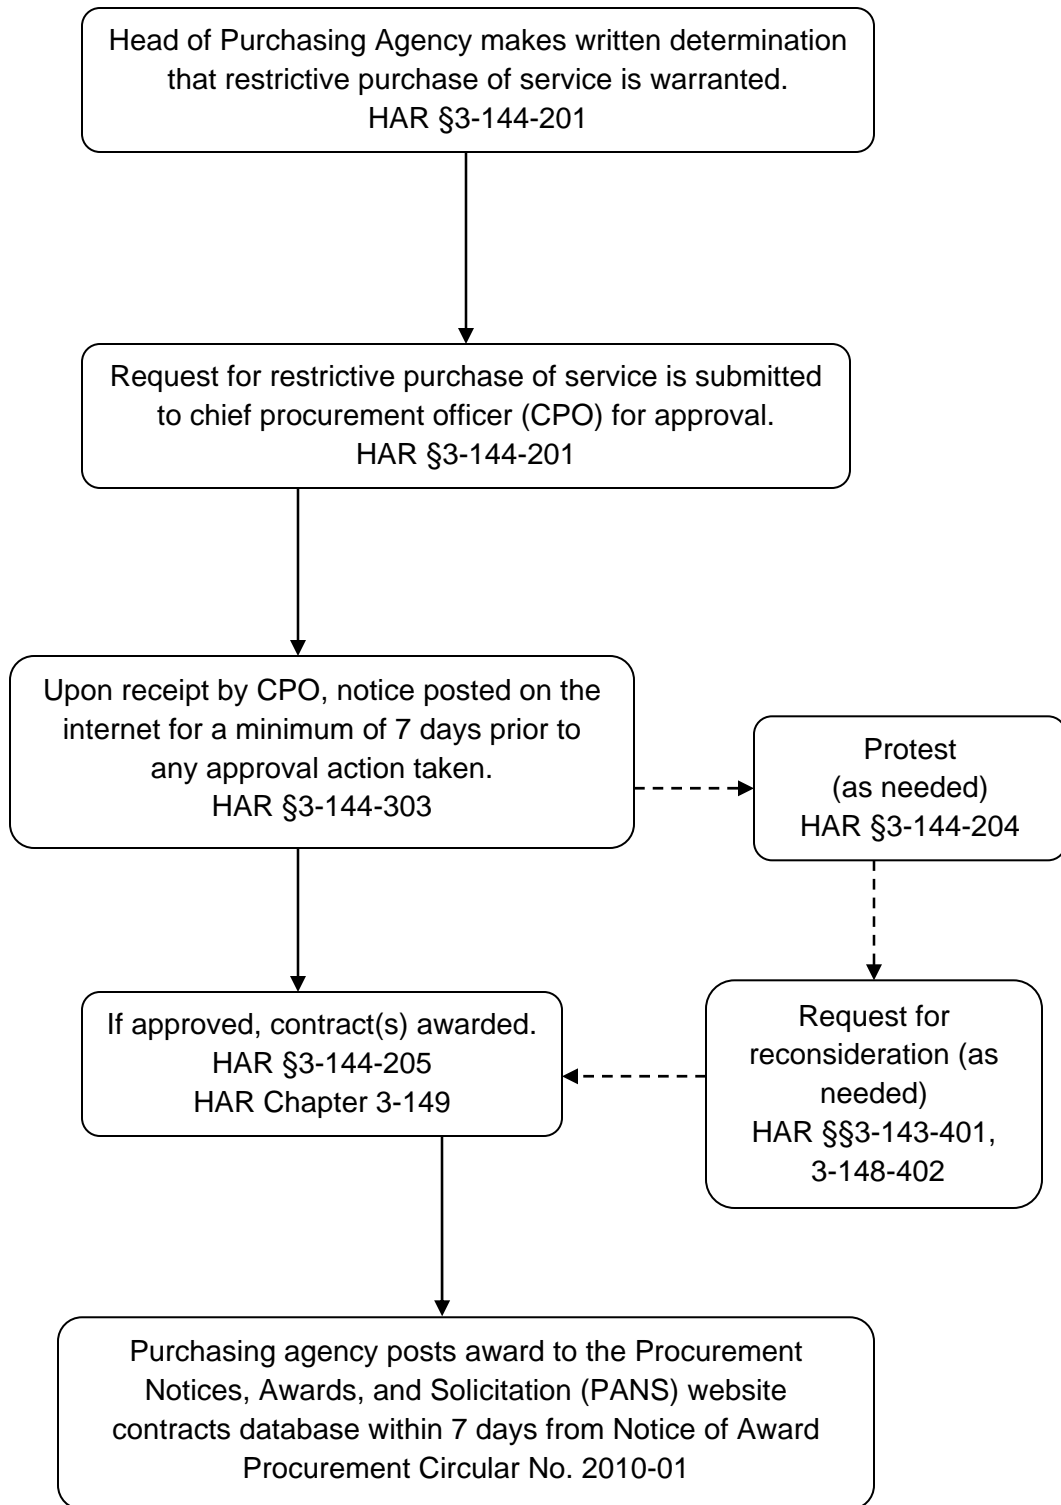 Head of Purchasing Agency makes written determination
that restrictive purchase of service is warranted.
HAR §3-144-201
Request for restrictive purchase of service is submitted
to chief procurement officer (CPO) for approval.
HAR §3-144-201
Upon receipt by CPO, notice posted on the
internet for a minimum of 7 days prior to
any approval action taken.
HAR §3-144-303
Protest
(as needed)
HAR §3-144-204
If approved, contract(s) awarded.
HAR §3-144-205
HAR Chapter 3-149
Request for
reconsideration (as
needed)
HAR §§3-143-401,
3-148-402
Purchasing agency posts award to the Procurement
Notices, Awards, and Solicitation (PANS) website
contracts database within 7 days from Notice of Award
Procurement Circular No. 2010-01